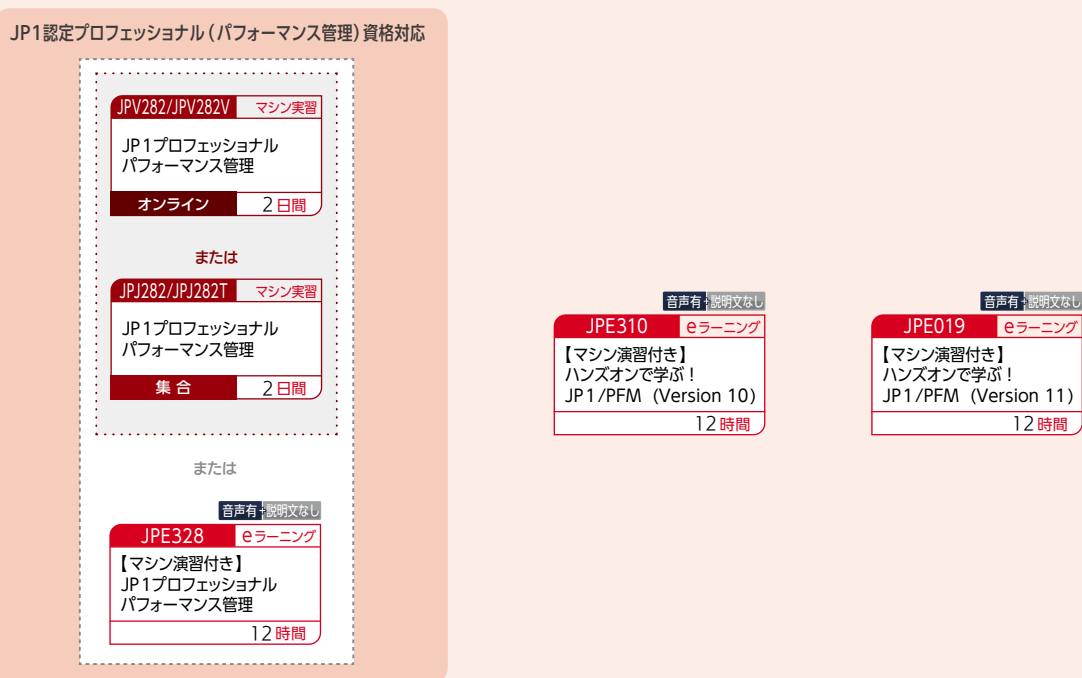 JP1認定プロフェッショナル（パフォーマンス管理）資格対応
JPV282/JPV282V マシン実習
JP1プロフェッショナル
パフォーマンス管理
オンライン 2日間
または
JPJ282/JPJ282T マシン実習
JP1プロフェッショナル
パフォーマンス管理
集合 2日間
または
音声有+説明文なし
JPE328 eラーニング
【マシン演習付き】
JP1プロフェッショナル
パフォーマンス管理
12時間
音声有+説明文なし
JPE310 eラーニング
【マシン演習付き】
ハンズオンで学ぶ！
JP1/PFM（Version 10）
12時間
音声有+説明文なし
JPE019 eラーニング
【マシン演習付き】
ハンズオンで学ぶ！
JP1/PFM（Version 11）
12時間